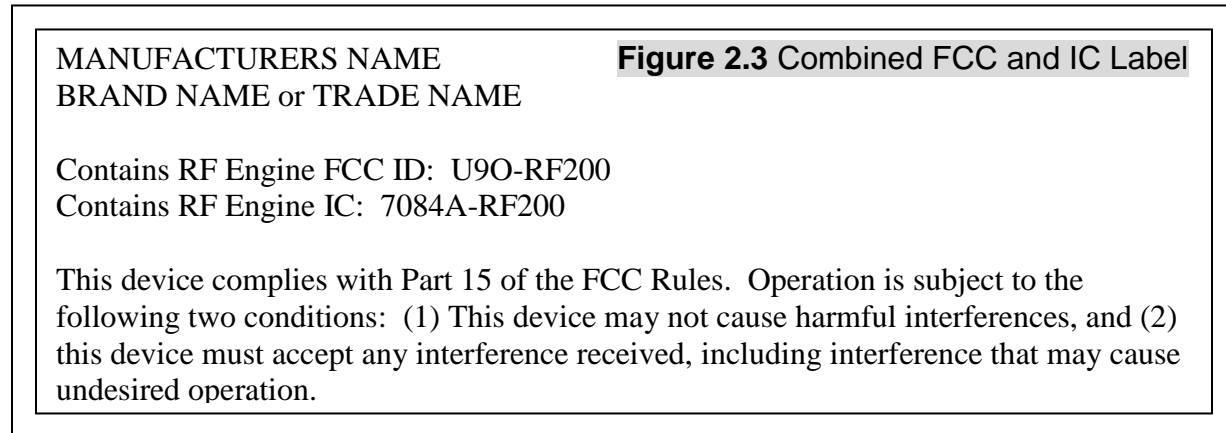 MANUFACTURERS NAME
Figure 2.3 Combined FCC and IC Label
BRAND NAME or TRADE NAME
Contains RF Engine FCC ID: U9O-RF200
Contains RF Engine IC: 7084A-RF200
This device complies with Part 15 of the FCC Rules. Operation is subject to the
following two conditions: (1) This device may not cause harmful interferences, and (2)
this device must accept any interference received, including interference that may cause
undesired operation.